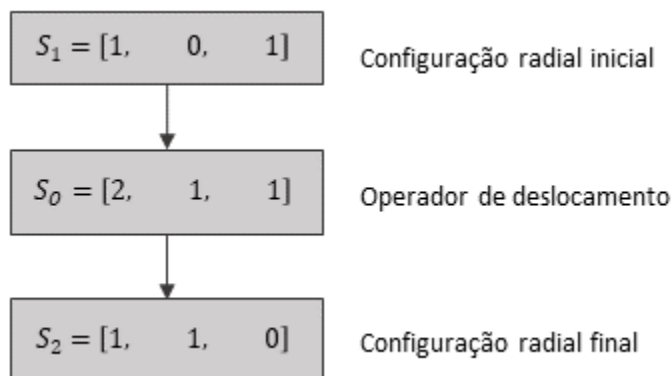 S₁ = [1, 0, 1] Configuração radial inicial
S₀ = [2, 1, 1] Operador de deslocamento
S₂ = [1, 1, 0] Configuração radial final